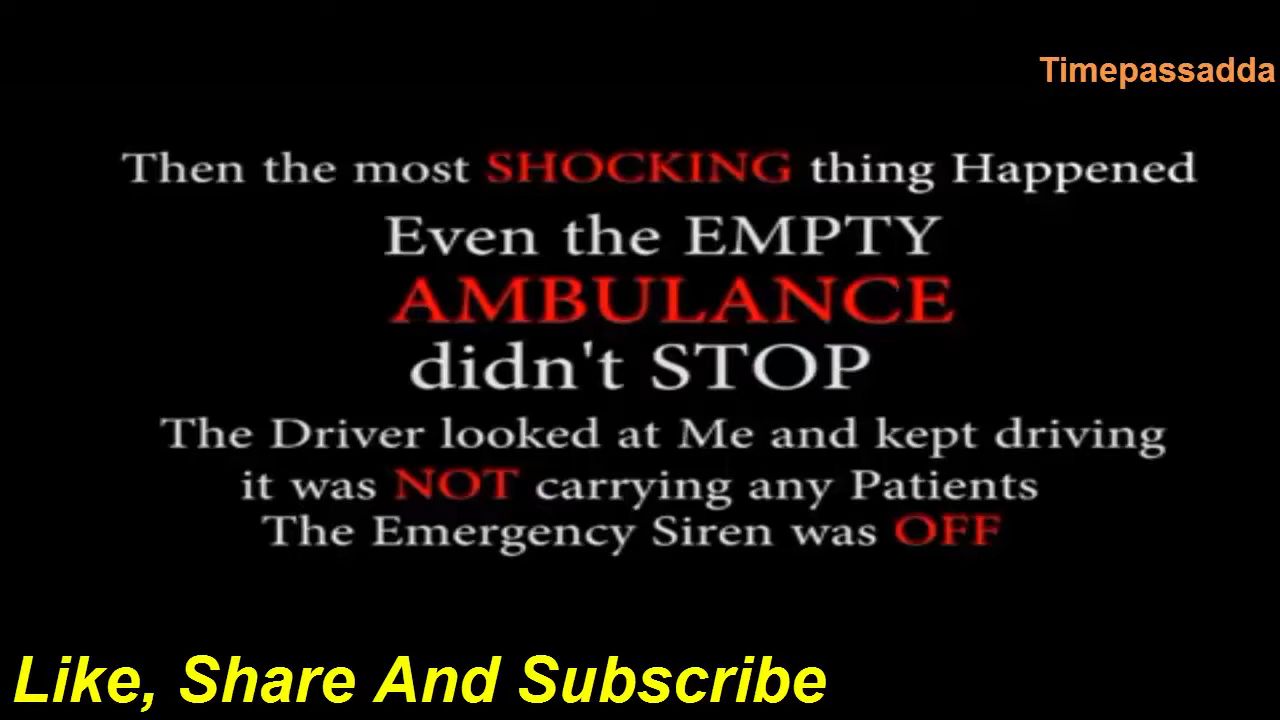 Timepassadda
Then the most SHOCKING thing Happened
Even the EMPTY
AMBULANCE
didn't STOP
The Driver looked at Me and kept driving
it was NOT carrying any Patients
The Emergency Siren was OFF
Like, Share And Subscribe